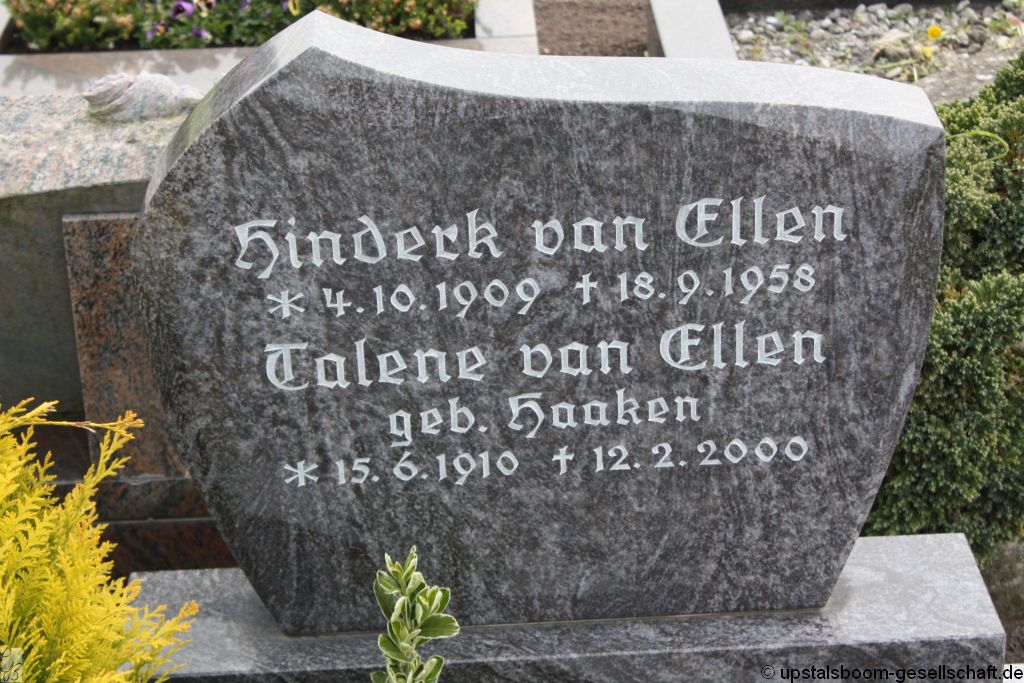 Hinderk van Ellen
* 4.10.1909 † 18.9.1958
Talene van Ellen
geb. Haaken
* 15.6.1910 † 12.2.2000
© upstalsboom-gesellschaft.de